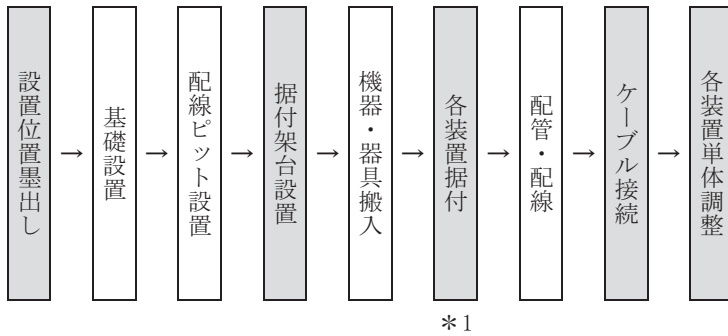 設置位置墨出し
→
基礎設置
→
配線ピット設置
→
据付架台設置
→
機器・器具搬入
→
各装置据付
→
配管・配線
→
ケーブル接続
→
各装置単体調整
＊1